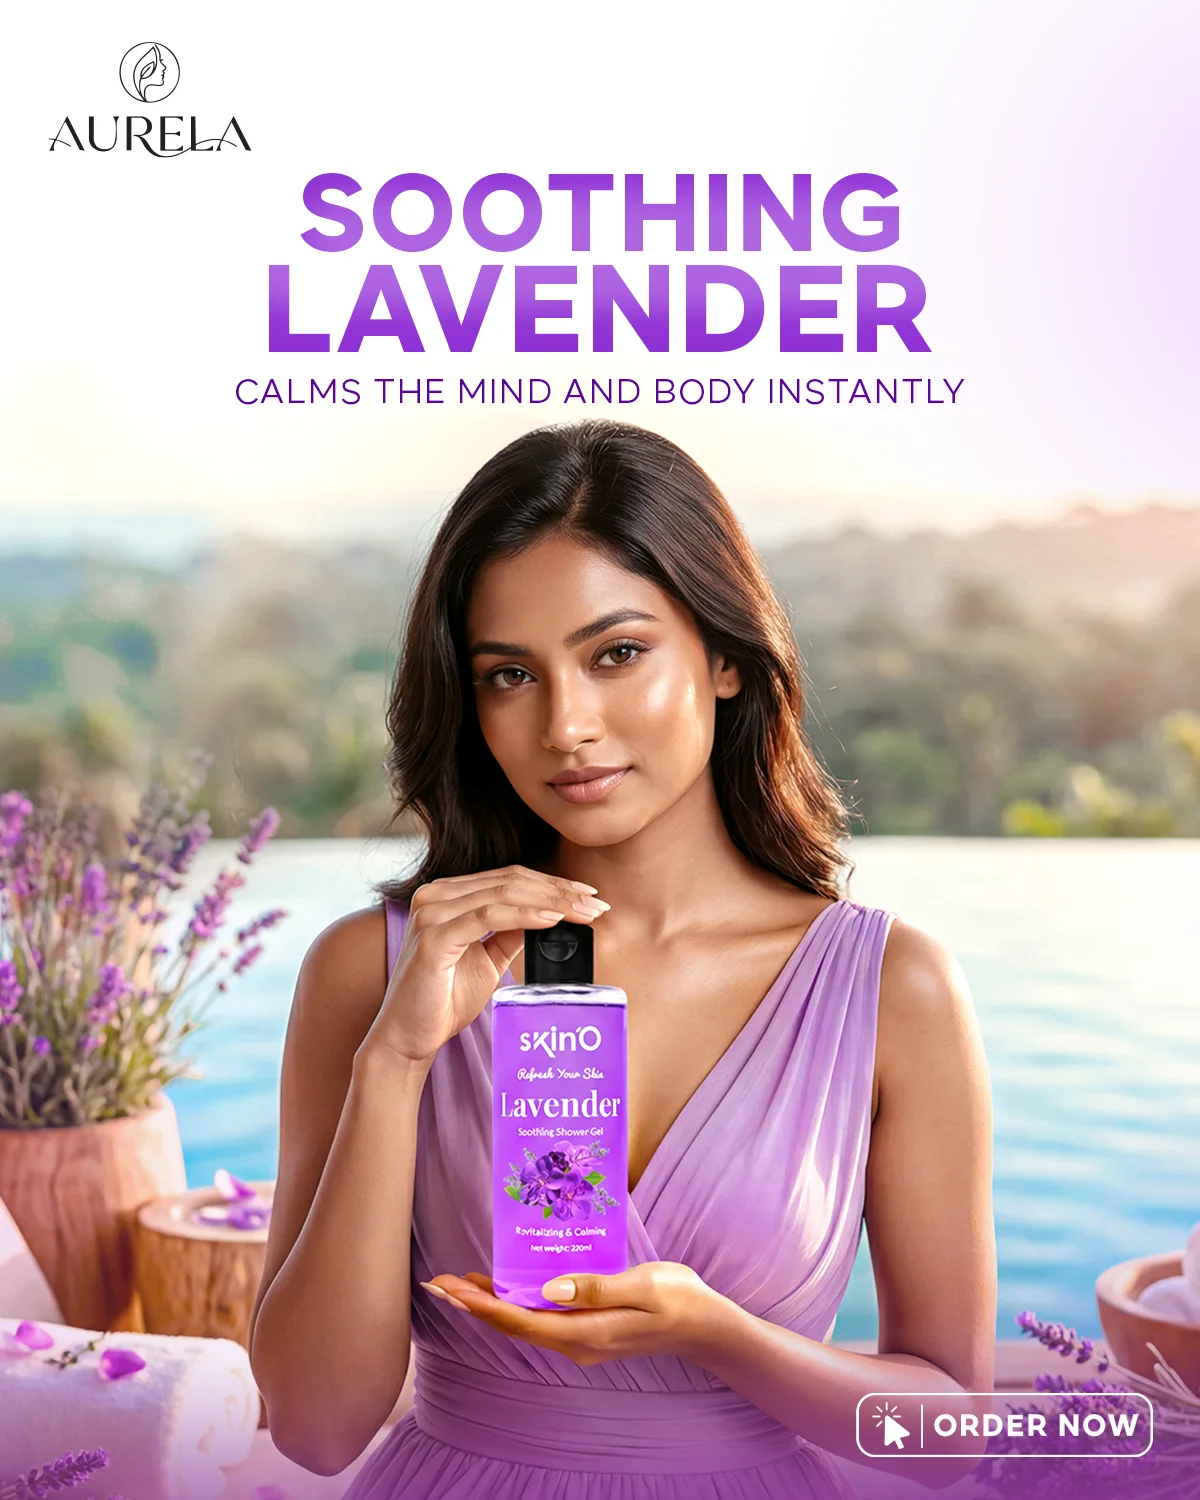 AURELA
SOOTHING
LAVENDER
CALMS THE MIND AND BODY INSTANTLY
skin'O
Refresh Your Skin
Lavender
Soothing Shower Gel
Revitalizing & Calming
Net weight: 220ml
ORDER NOW